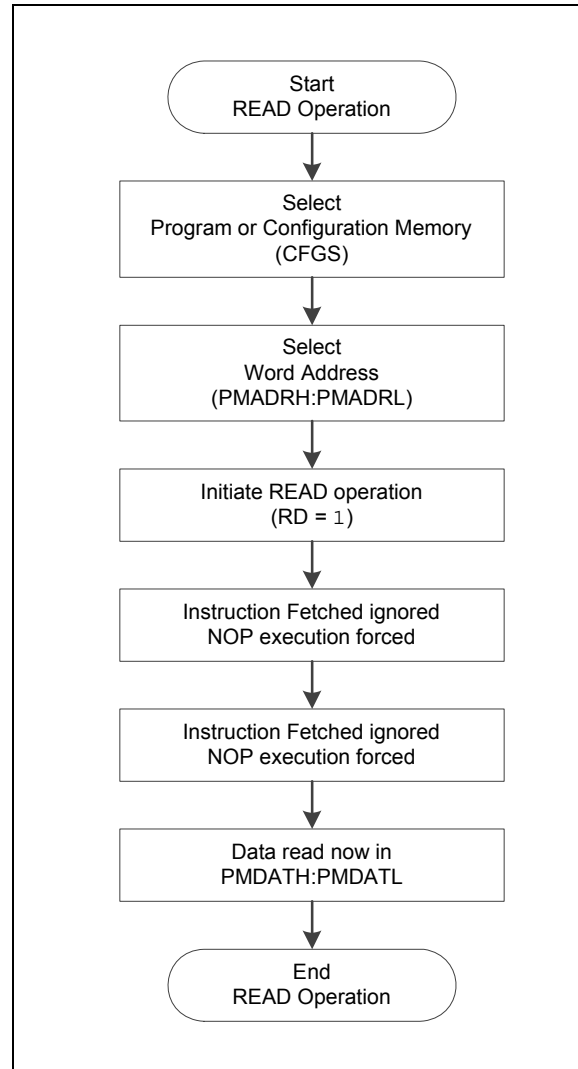 Start
READ Operation
Select
Program or Configuration Memory
(CFGS)
Select
Word Address
(PMADRH:PMADRL)
Initiate READ operation
(RD = 1)
Instruction Fetched ignored
NOP execution forced
Instruction Fetched ignored
NOP execution forced
Data read now in
PMDATH:PMDATL
End
READ Operation